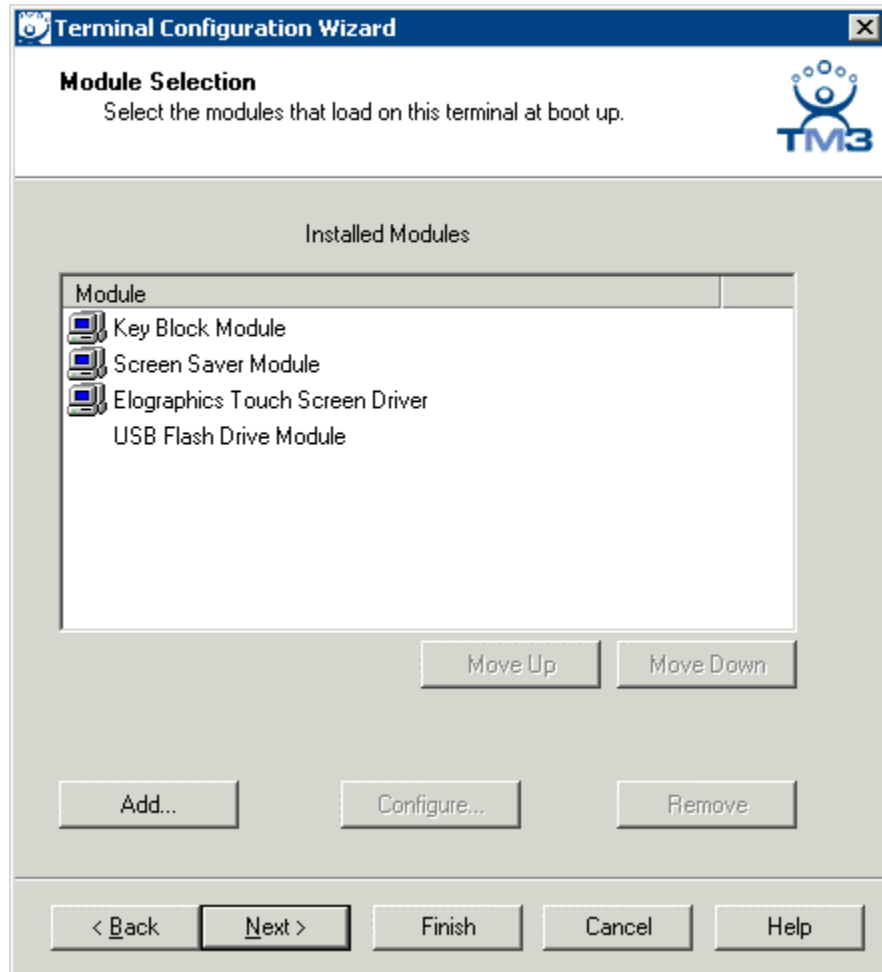 Terminal Configuration Wizard
Module Selection
Select the modules that load on this terminal at boot up.
TM3
Installed Modules
Module
Key Block Module
Screen Saver Module
Elographics Touch Screen Driver
USB Flash Drive Module
Move Up Move Down
Add... Configure... Remove
< Back Next > Finish Cancel Help